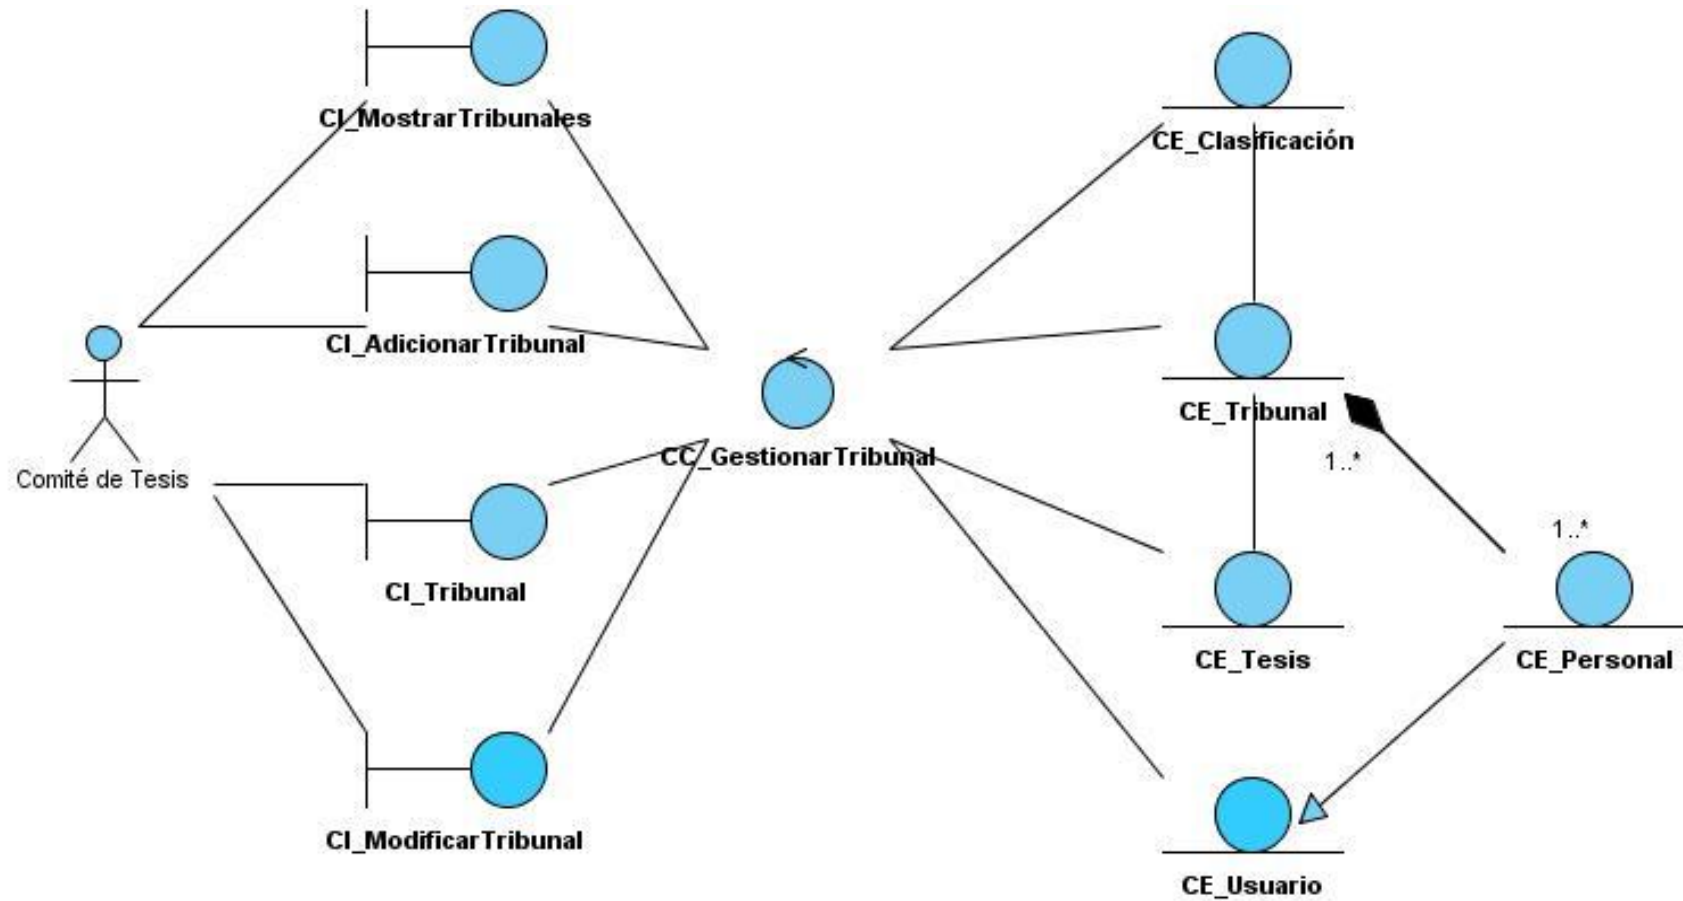 CI_MostrarTribunales
CE_Clasificación
CI_AdicionarTribunal
CE_Tribunal
CC_GestionarTribunal
1..*
Comité de Tesis
1..*
CI_Tribunal
CE_Tesis
CE_Personal
CI_ModificarTribunal
CE_Usuario